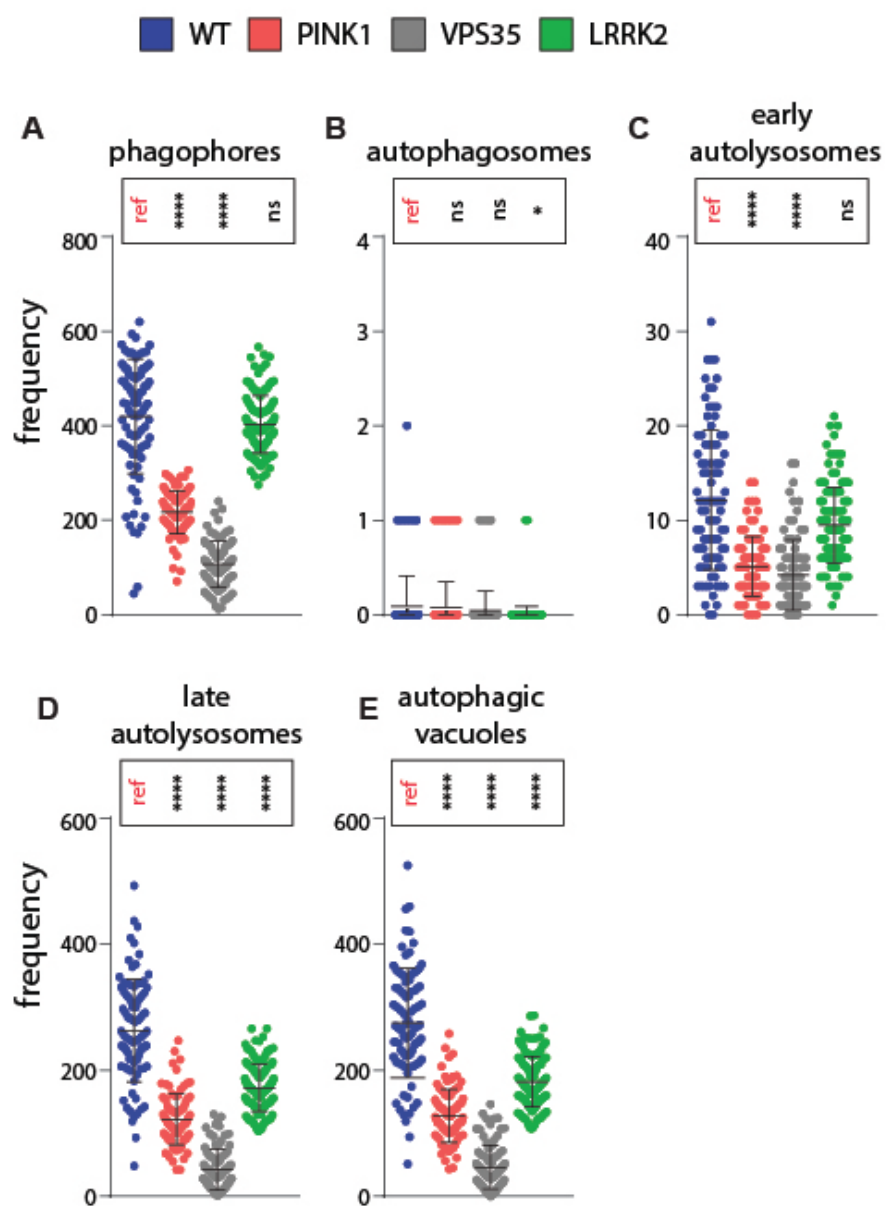 WT PINK1 VPS35 LRRK2
A
phagophores
ref **** **** ns
800
600
400
200
0
frequency
B
autophagosomes
ref ns ns *
4
3
2
1
0
C
early
autolysosomes
ref **** **** ns
40
30
20
10
0
D
late
autolysosomes
ref **** **** ****
600
400
200
0
frequency
E
autophagic
vacuoles
ref **** **** ****
600
400
200
0